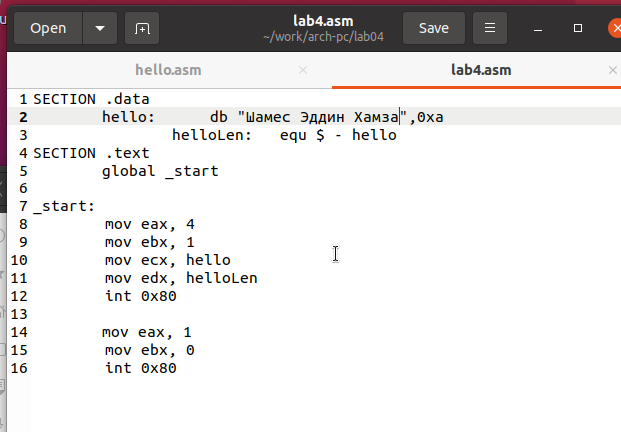 Open
lab4.asm
~/work/arch-pc/lab04
Save
hello.asm
lab4.asm
1 SECTION .data
2 hello: db "Шамес Эддин Хамза",0xa
3 helloLen: equ $ - hello
4 SECTION .text
5 global _start
6
7 _start:
8 mov eax, 4
9 mov ebx, 1
10 mov ecx, hello
11 mov edx, helloLen
12 int 0x80
13
14 mov eax, 1
15 mov ebx, 0
16 int 0x80